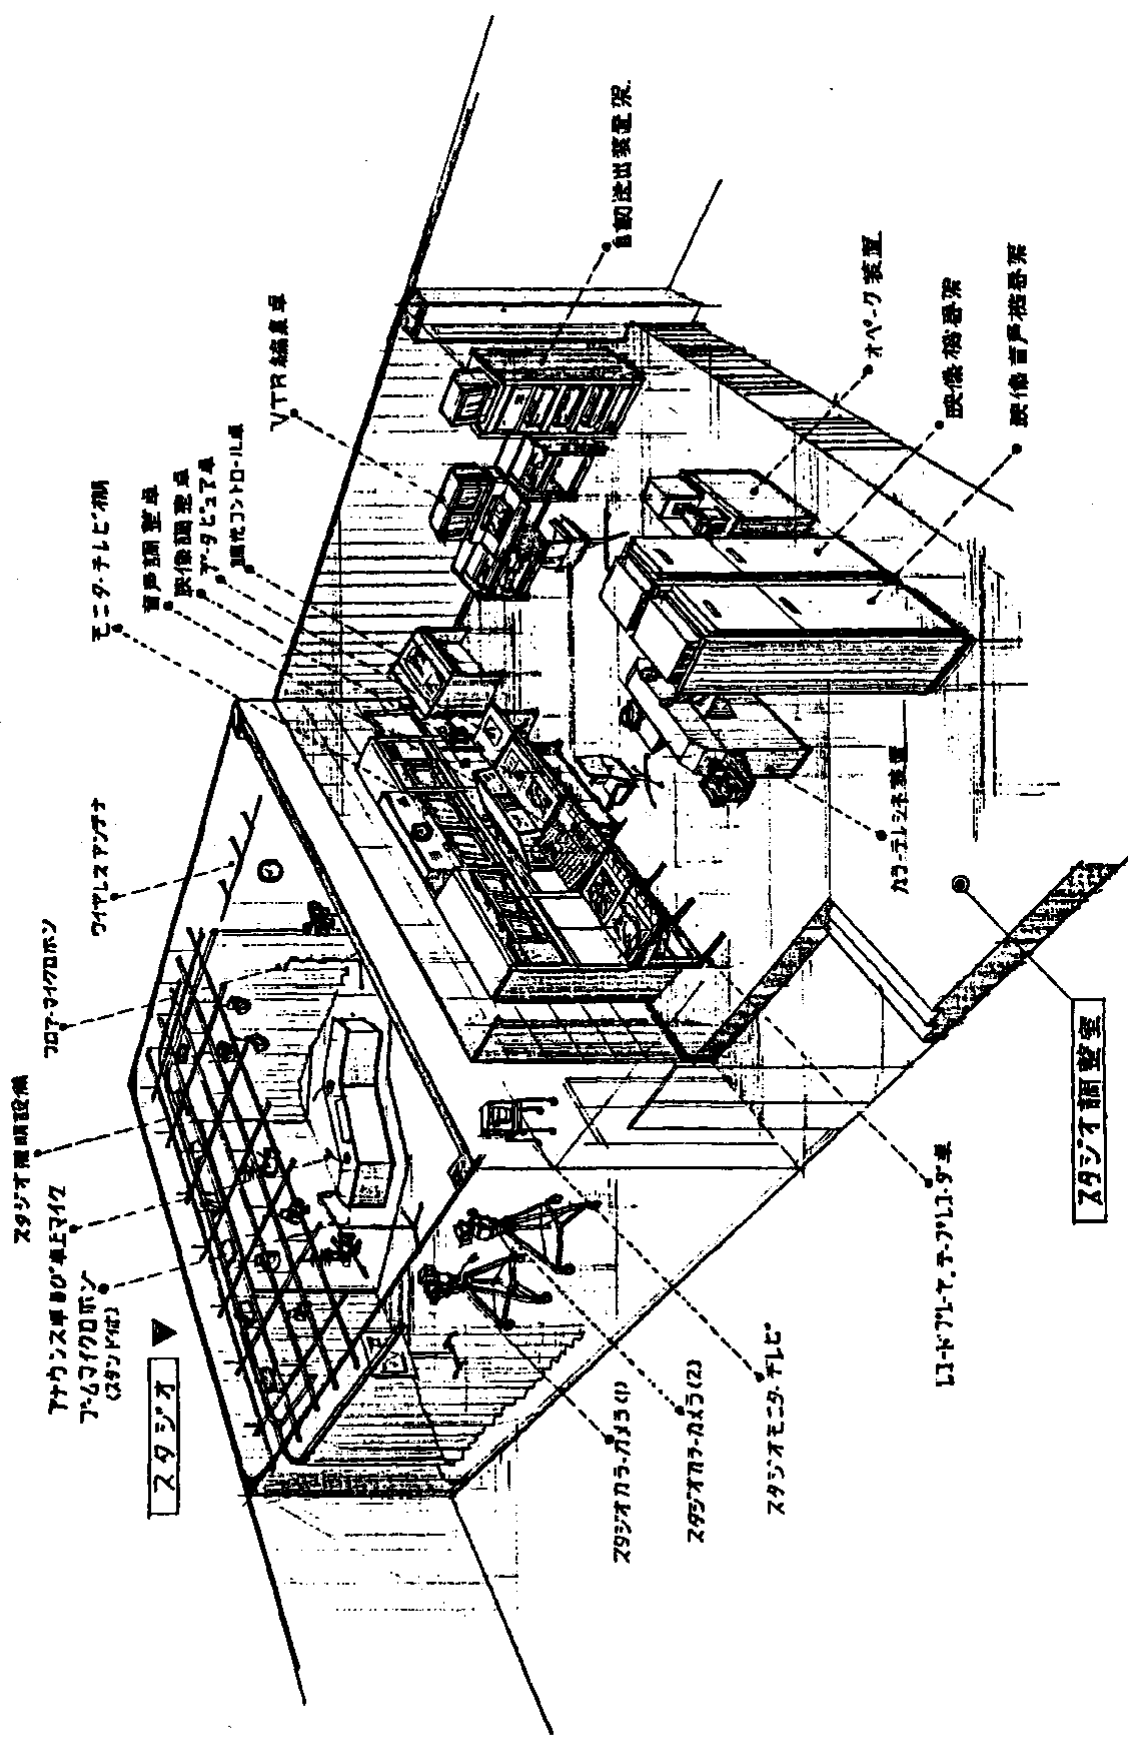 スタジオ照明設備
アナウンス卓及び卓上マイク
ブームマイクロホン
(スタンド付)
スタジオ
フロアーマイクロホン
ワイヤレスアンテナ
モニターテレビ棚
音声調整卓
映像調整卓
データビュア卓
調光コントロール卓
VTR編集卓
自動送出装置架
オペーク装置
映像機器架
映像音声機器架
カラーテレシネ装置
スタジオ調整室
レコードプレーヤ.テープレコーダ卓
スタジオモニターテレビ
スタジオカラーカメラ(2)
スタジオカラーカメラ(1)